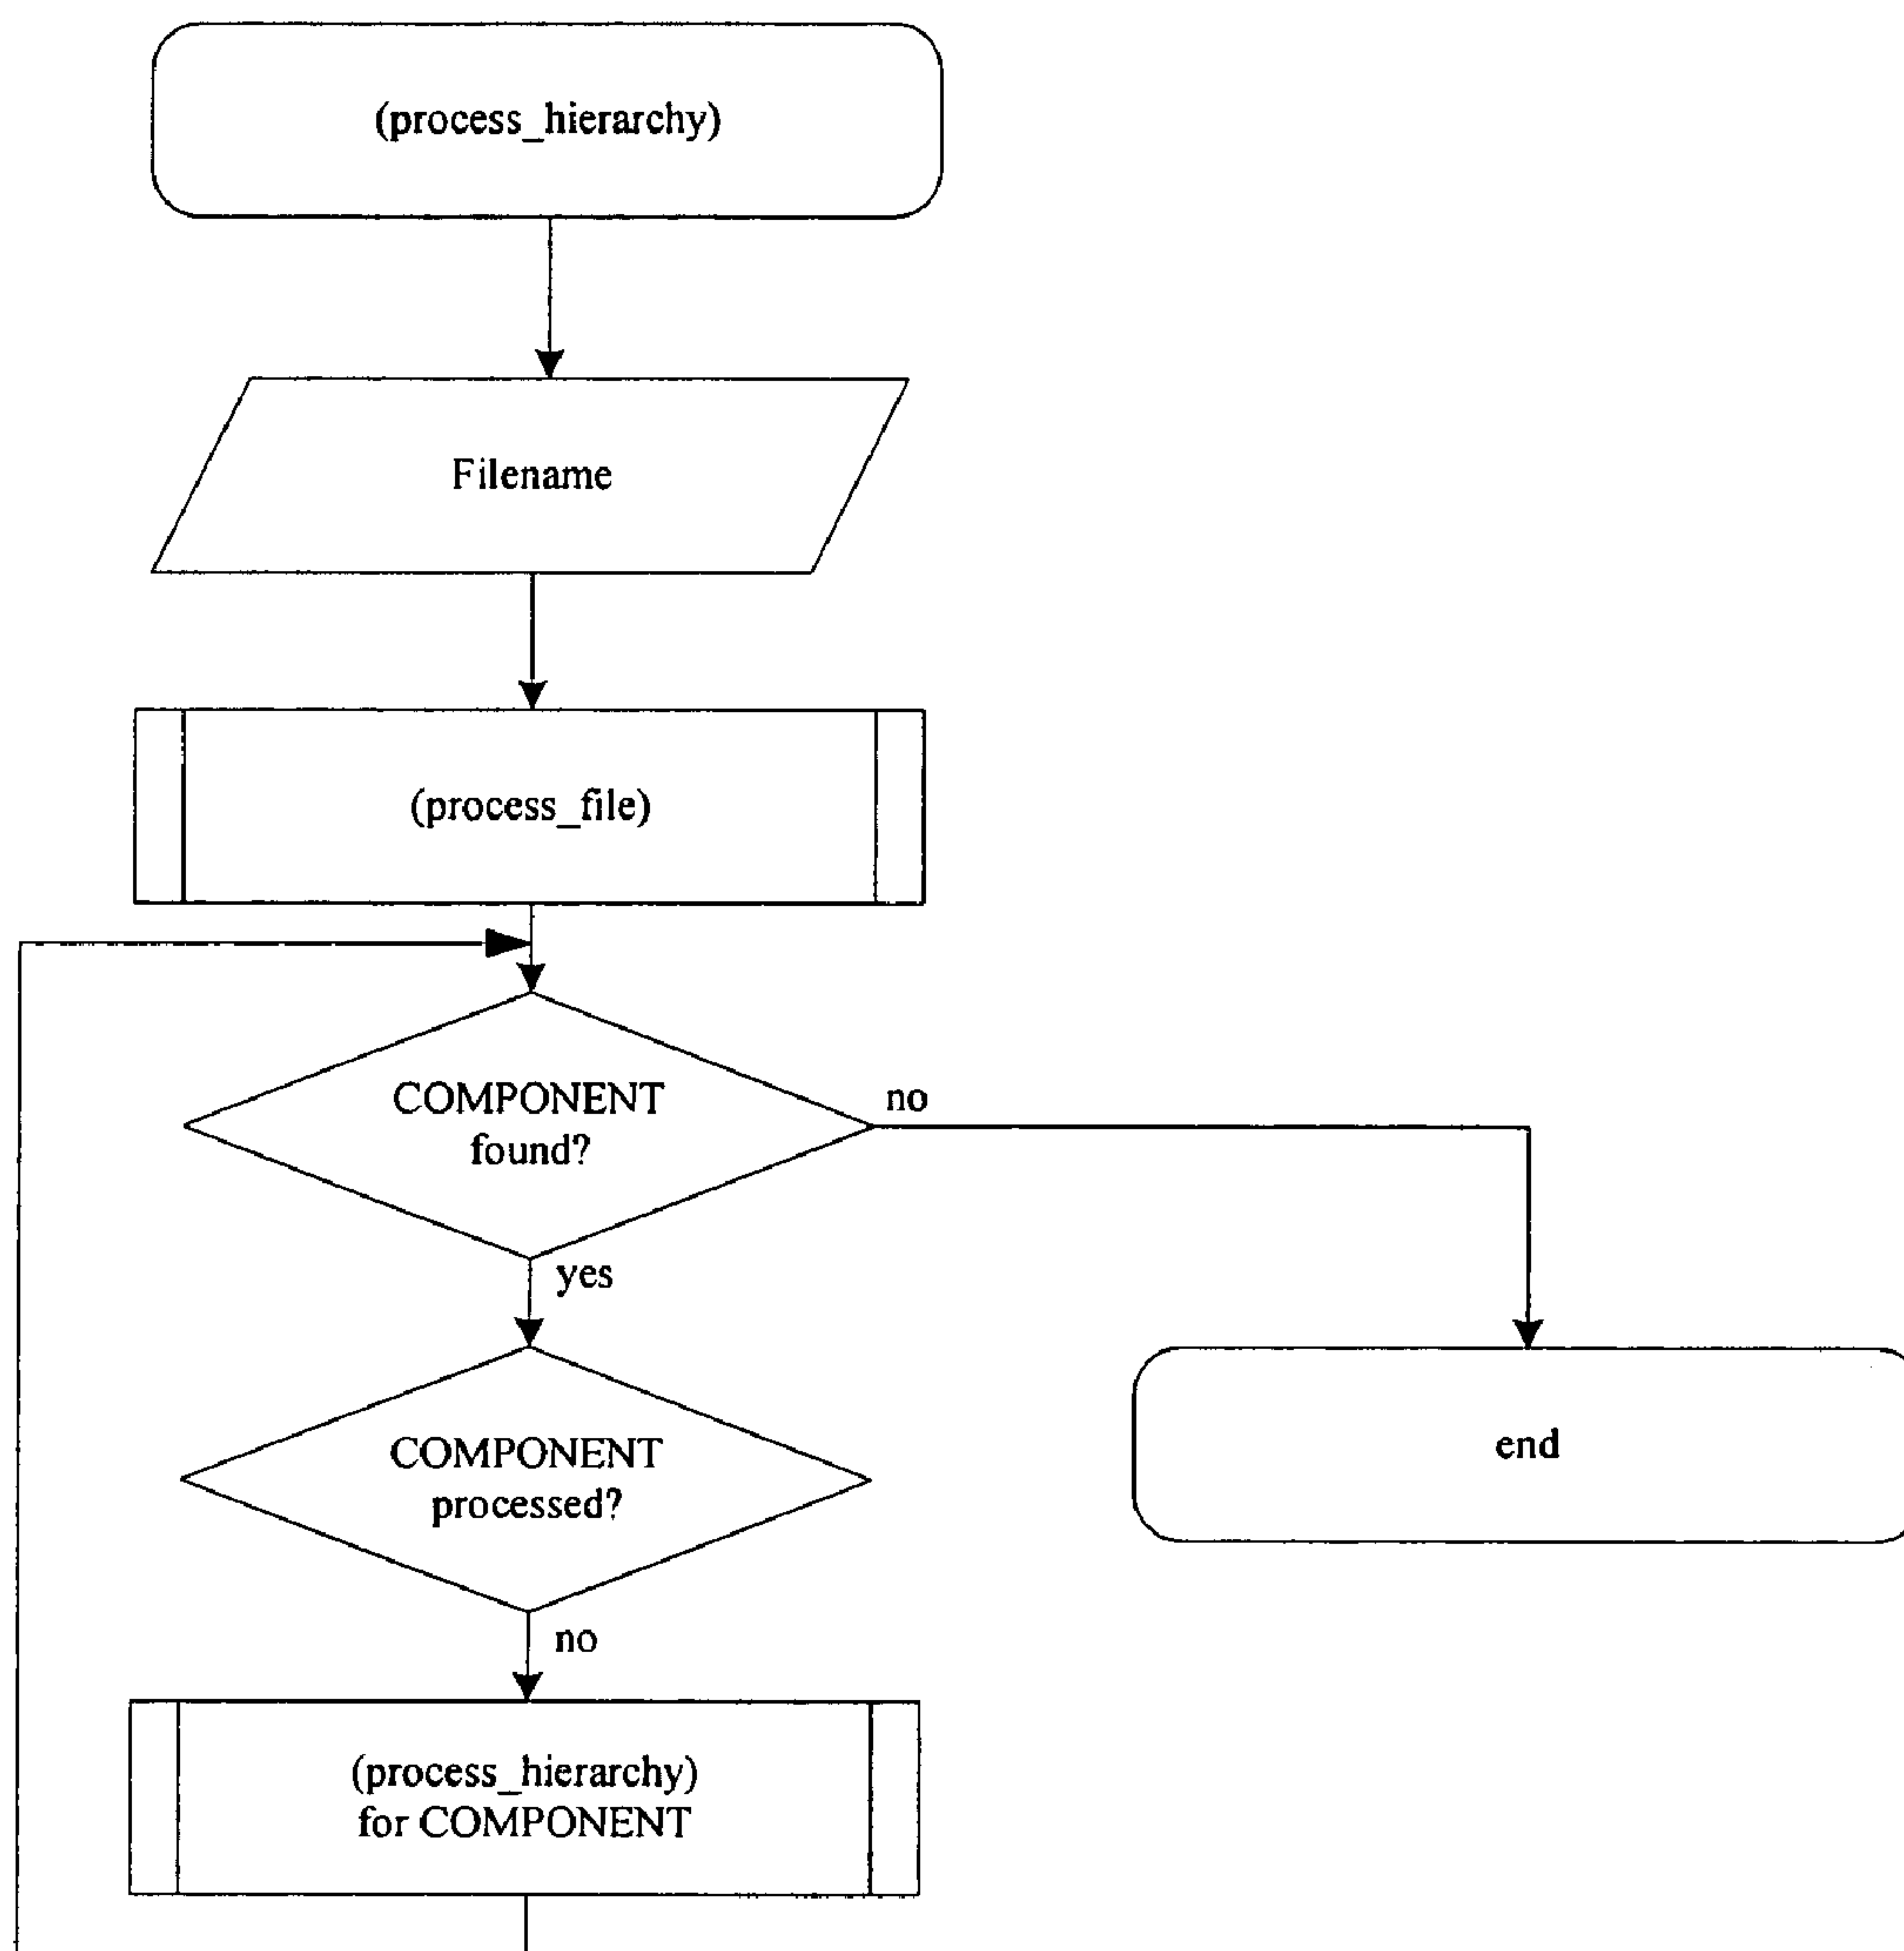 (process_hierarchy)
Filename
(process_file)
COMPONENT
found?
no
yes
COMPONENT
processed?
end
no
(process_hierarchy)
for COMPONENT